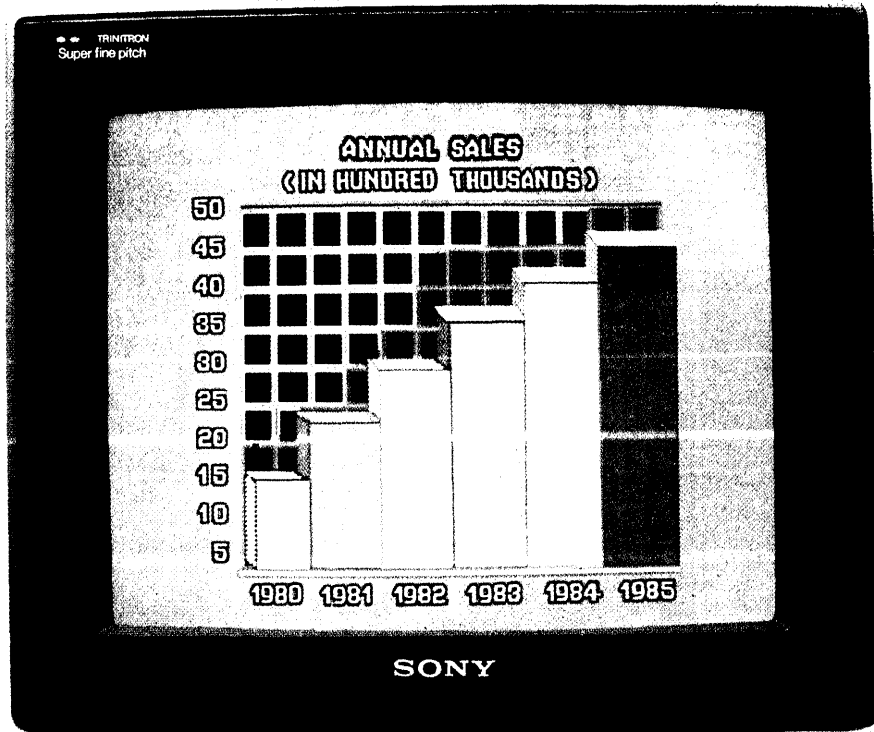 TRINITRON
Super fine pitch
ANNUAL SALES
(IN HUNDRED THOUSANDS)
50
45
40
35
30
25
20
15
10
5
1980 1981 1982 1983 1984 1985
SONY